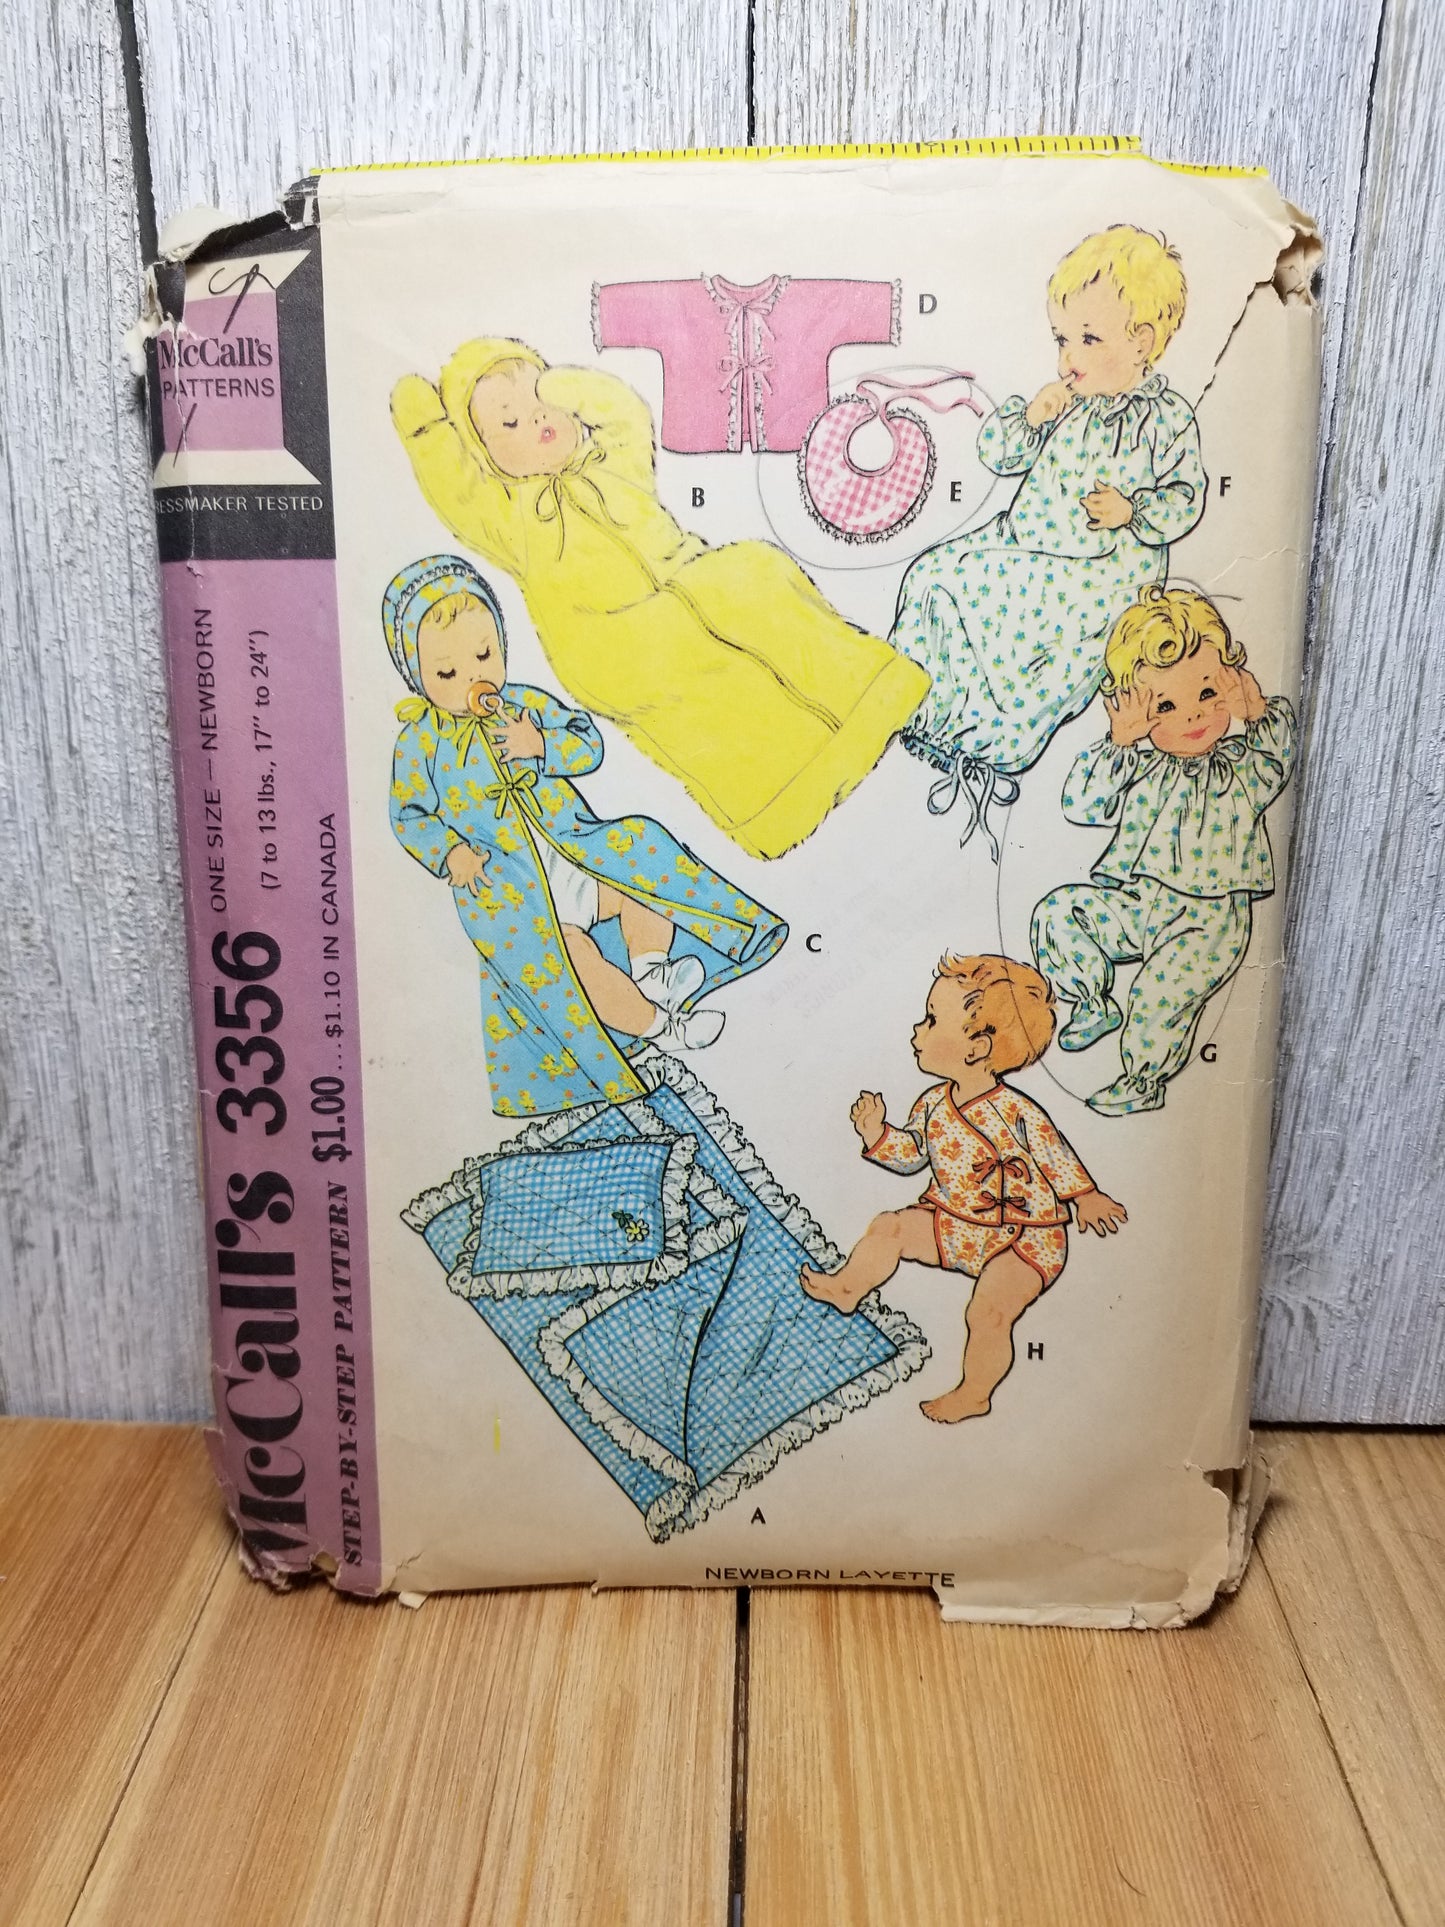 McCall's
PATTERNS
RESSMAKER TESTED
ONE SIZE — NEWBORN
(7 to 13 lbs., 17" to 24")
McCall's 3356
STEP-BY-STEP PATTERN $1.00...$1.10 IN CANADA
D
B
E
F
C
G
H
A
NEWBORN LAYETTE